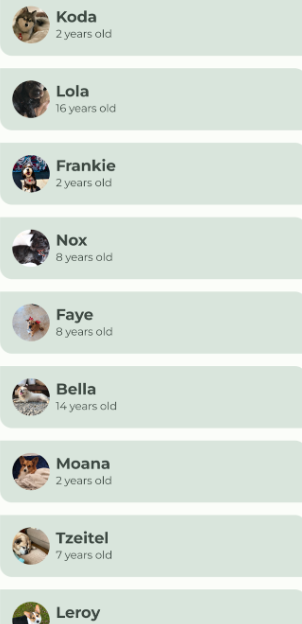 Koda
2 years old
Lola
16 years old
Frankie
2 years old
Nox
8 years old
Faye
8 years old
Bella
14 years old
Moana
2 years old
Tzeitel
7 years old
Leroy